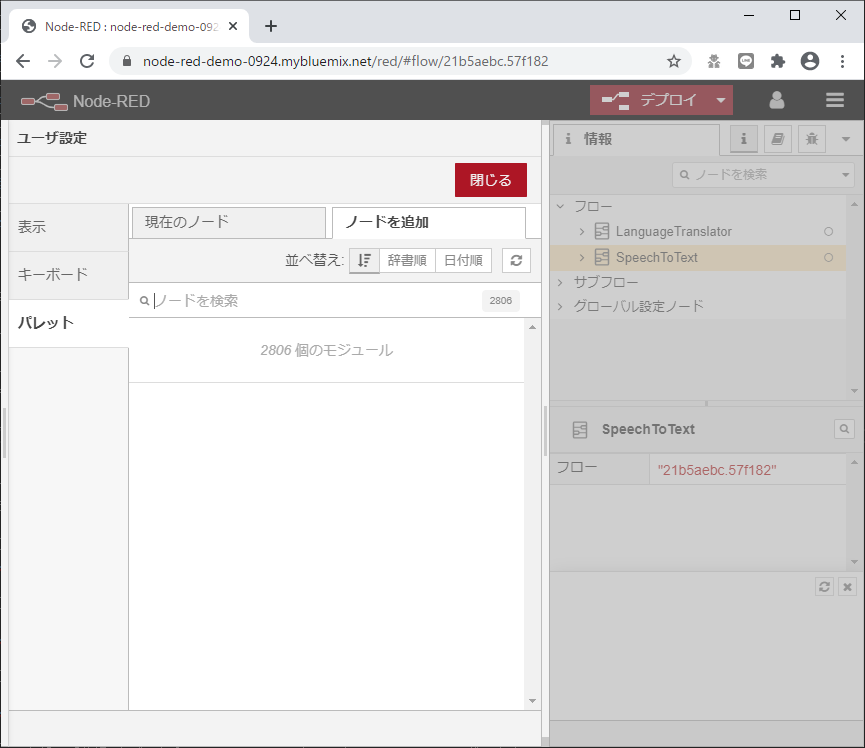 Node-RED : node-red-demo-092
node-red-demo-0924.mybluemix.net/red/#flow/21b5aebc.57f182
Node-RED
デプロイ
ユーザ設定
閉じる
表示
キーボード
パレット
現在のノード
ノードを追加
並べ替え:
辞書順
日付順
ノードを検索
2806
2806 個のモジュール
情報
ノードを検索
フロー
LanguageTranslator
SpeechToText
サブフロー
グローバル設定ノード
SpeechToText
フロー
"21b5aebc.57f182"